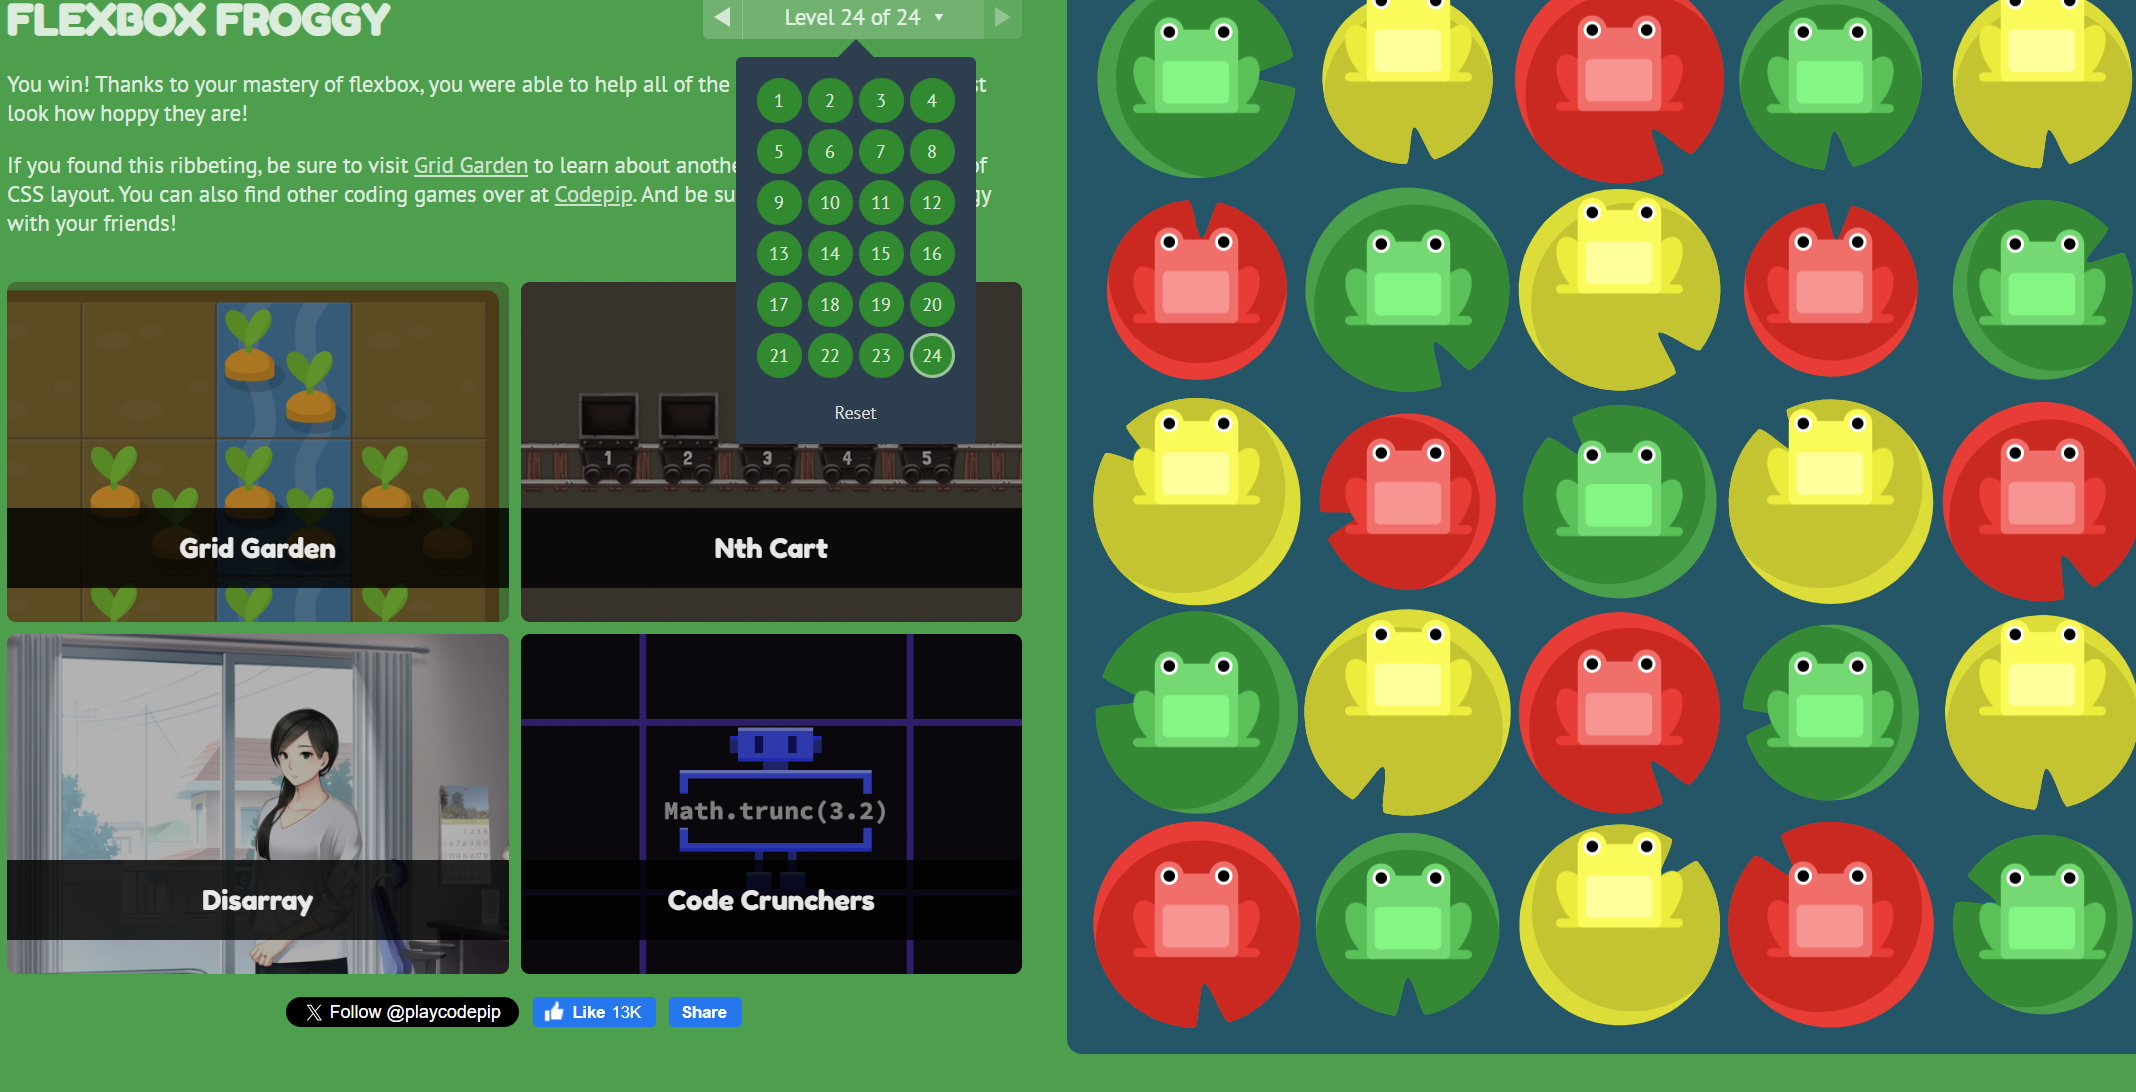 FLEXBOX FROGGY
Level 24 of 24
You win! Thanks to your mastery of flexbox, you were able to help all of the st
look how hoppy they are!
If you found this ribbeting, be sure to visit Grid Garden to learn about anothe of
CSS layout. You can also find other coding games over at Codepip. And be su gy
with your friends!
1 2 3 4
5 6 7 8
9 10 11 12
13 14 15 16
17 18 19 20
21 22 23 24
Reset
1 2 3 4 5
Grid Garden
Nth Cart
Math.trunc(3.2)
Disarray
Code Crunchers
Follow @playcodepip
Like 13K
Share